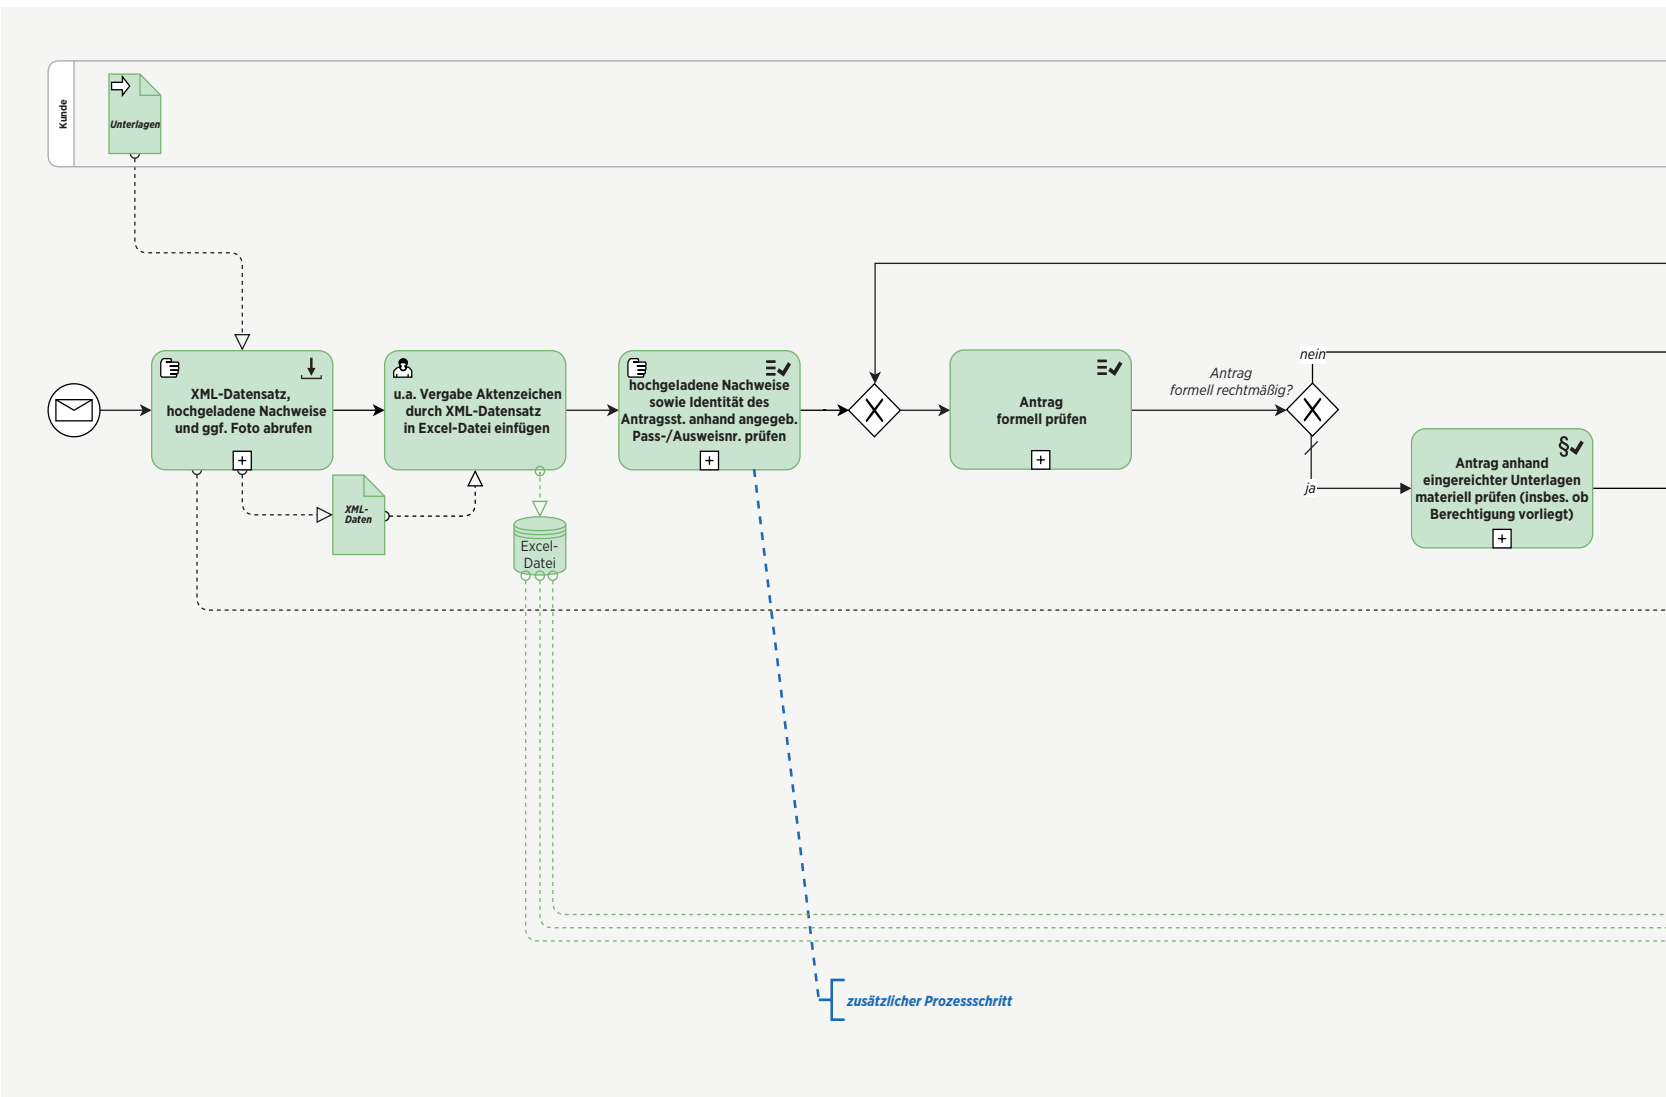 Kunde
Unterlagen
XML-Datensatz,
hochgeladene Nachweise
und ggf. Foto abrufen
u.a. Vergabe Aktenzeichen
durch XML-Datensatz
in Excel-Datei einfügen
hochgeladene Nachweise
sowie Identität des
Antragsst. anhand angegeb.
Pass-/Ausweisnr. prüfen
Antrag
formell prüfen
Antrag
formell rechtmäßig?
nein
ja
§
Antrag anhand
eingereichter Unterlagen
materiell prüfen (insbes. ob
Berechtigung vorliegt)
XML-
Daten
Excel-
Datei
zusätzlicher Prozessschritt